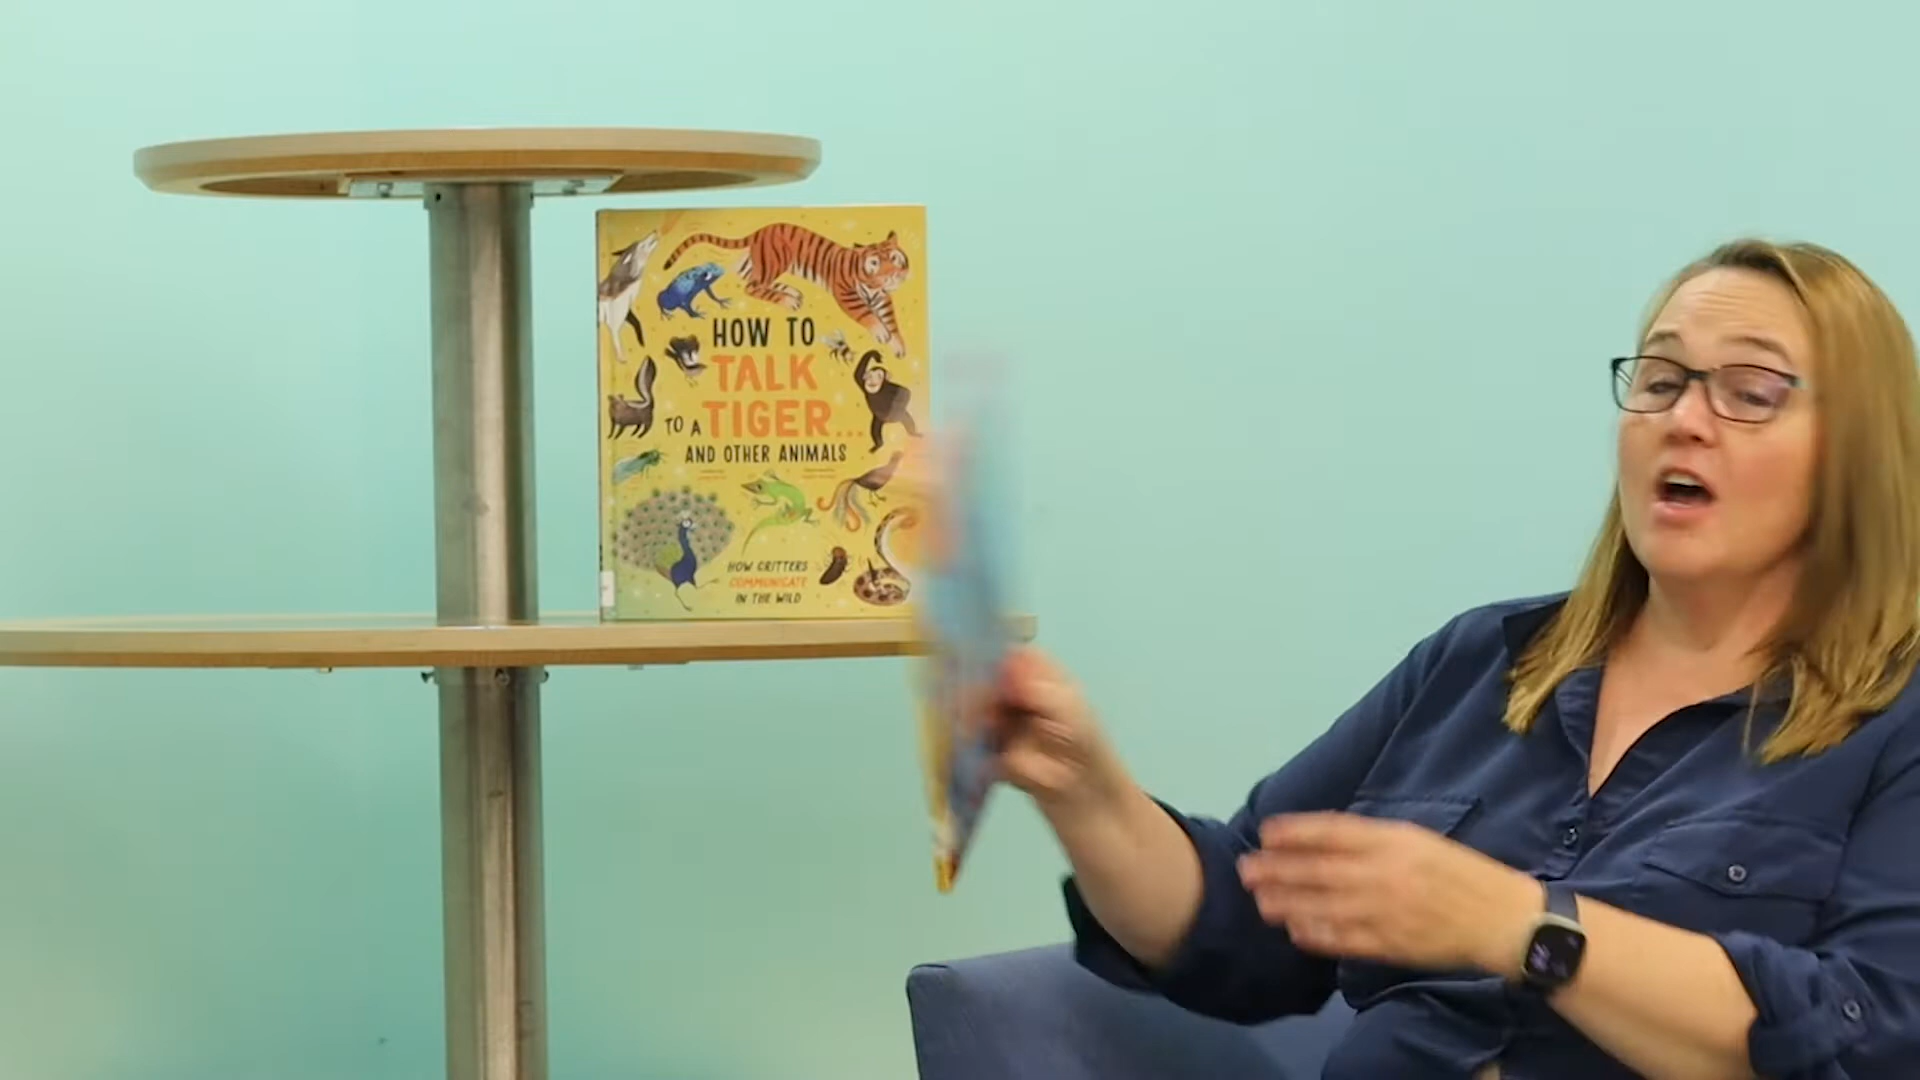 HOW TO
TALK
TO A TIGER...
AND OTHER ANIMALS
HOW CRITTERS
COMMUNICATE
IN THE WILD